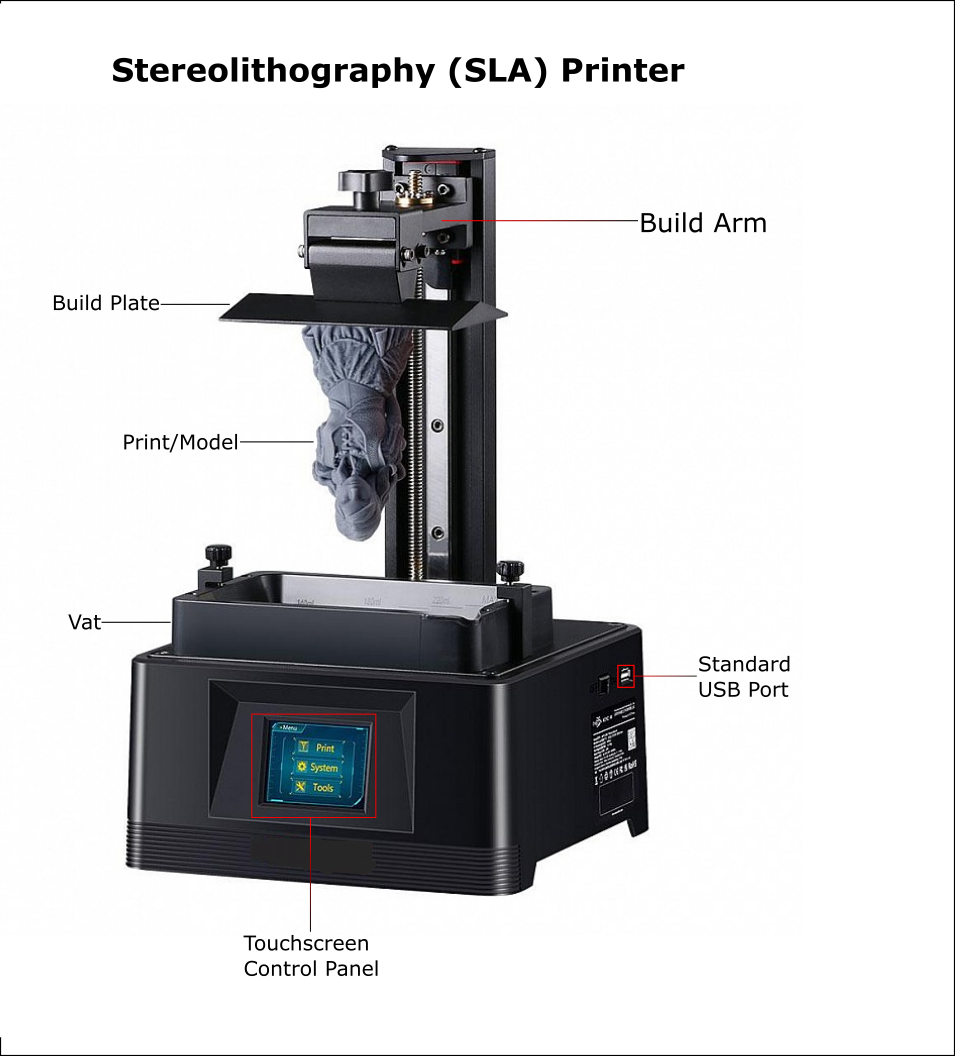 Stereolithography (SLA) Printer
Build Arm
Build Plate
Print/Model
Vat
Standard
USB Port
Menu
Print
System
Tools
Touchscreen
Control Panel